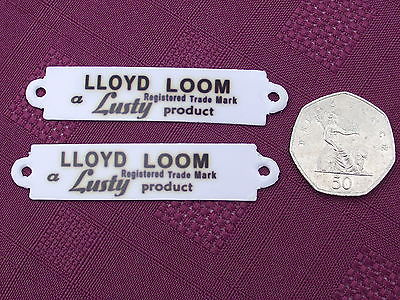 LLOYD LOOM
Registered Trade Mark
a Lusty product
LLOYD LOOM
Registered Trade Mark
a Lusty product
50